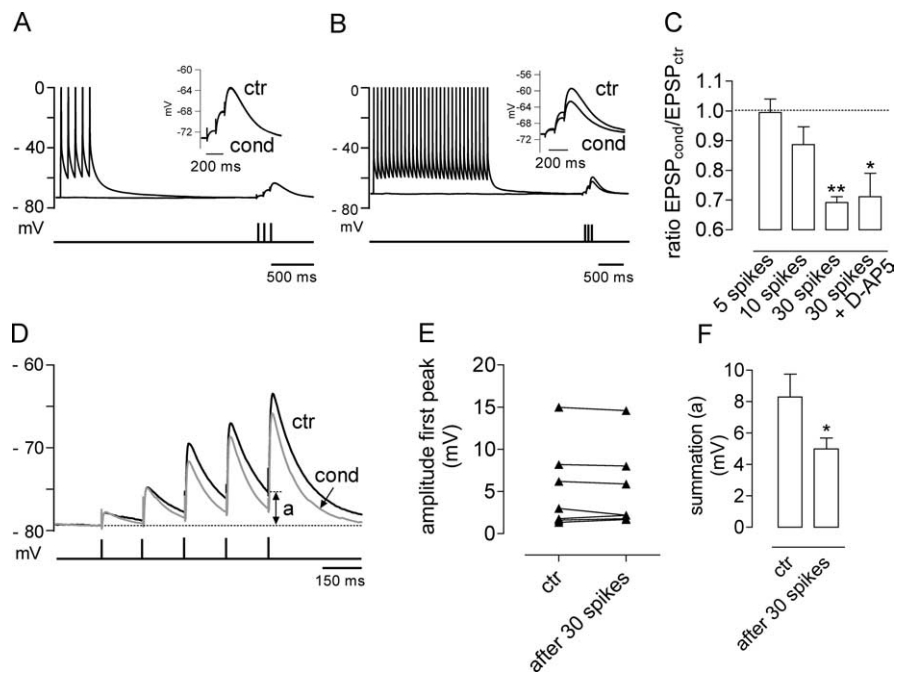 A
0
- 40
- 80
mV
-60
-64
-68
-72
mV
ctr
cond
200 ms
500 ms
B
0
- 40
- 80
mV
-56
-60
-64
-68
-72
mV
ctr
cond
200 ms
500 ms
C
ratio EPSPcond/EPSPctr
1.1
1.0
0.9
0.8
0.7
0.6
**
*
5 spikes
10 spikes
30 spikes
30 spikes
+ D-AP5
D
- 60
- 70
- 80
mV
ctr
cond
a
150 ms
E
amplitude first peak
(mV)
20
15
10
5
0
ctr
after 30 spikes
F
summation (a)
(mV)
10
8
6
4
2
0
*
ctr
after 30 spikes